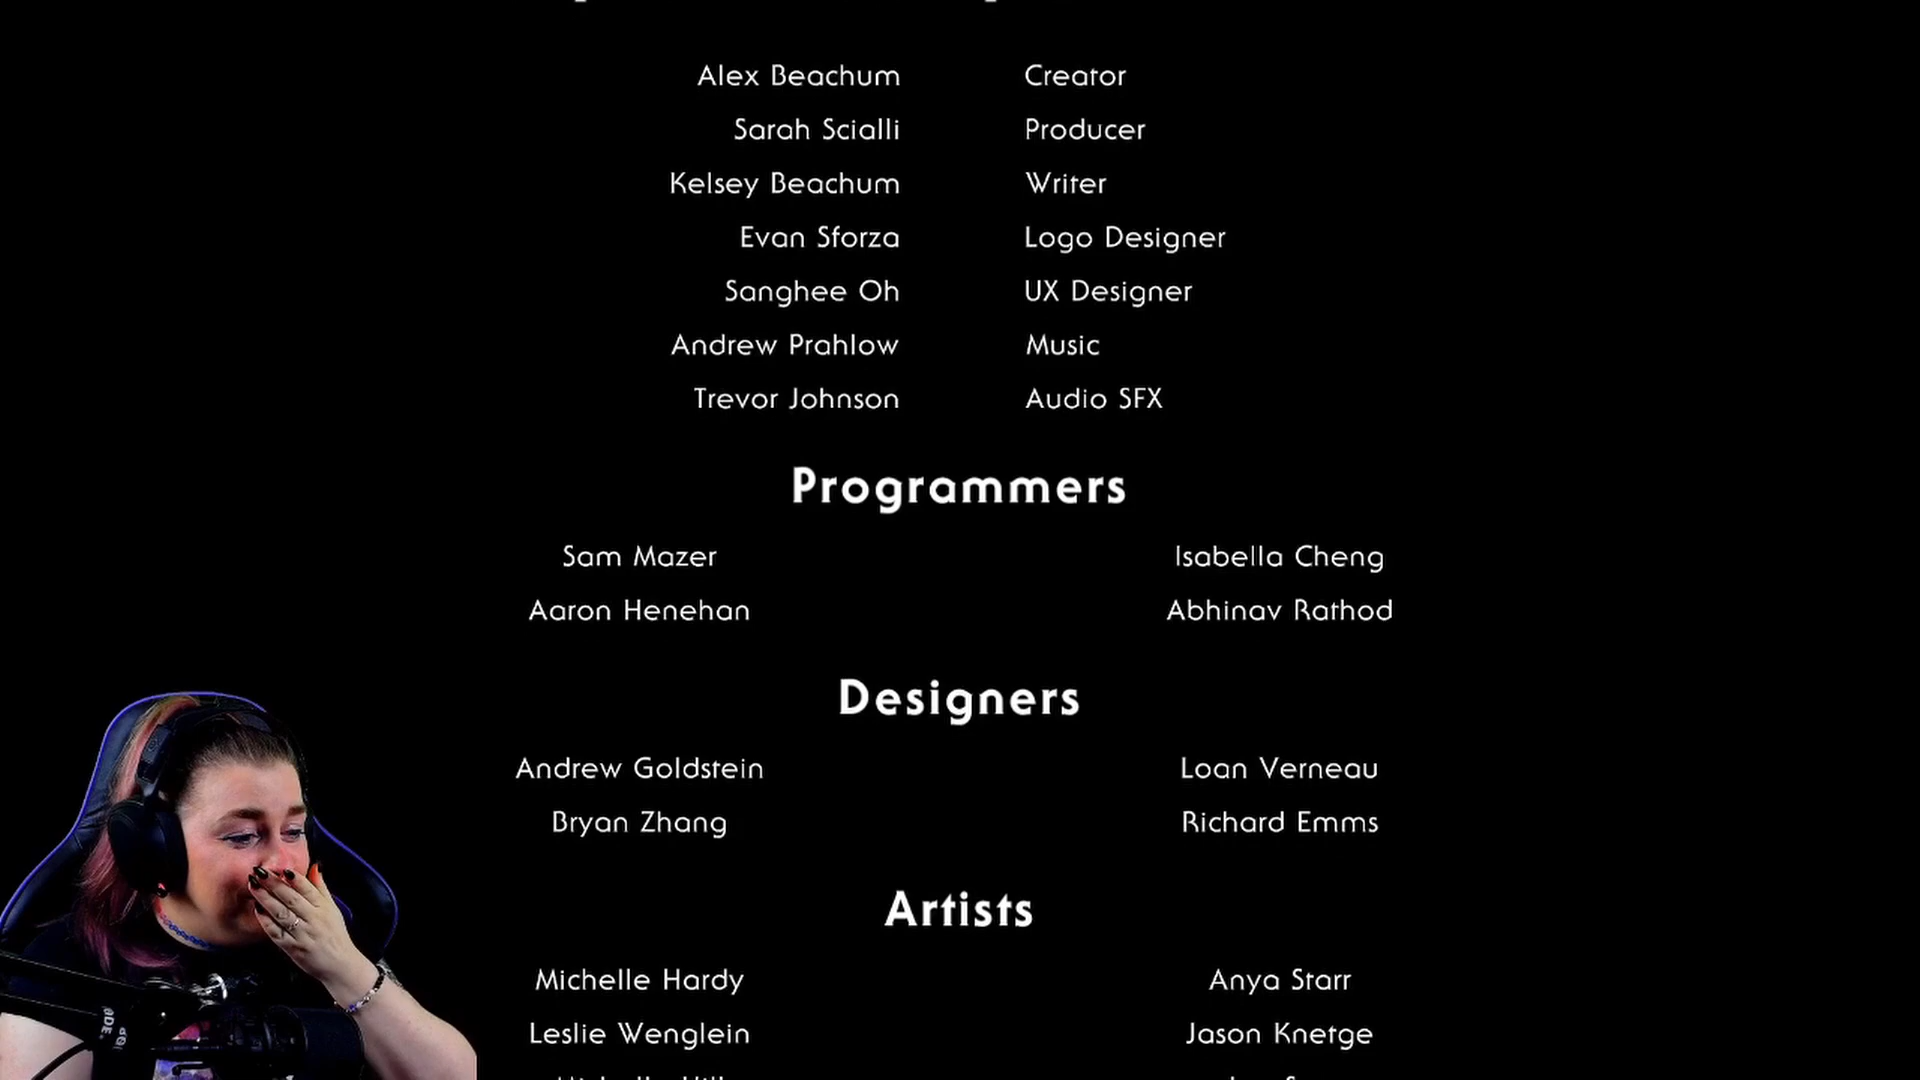 Alex Beachum Creator
Sarah Scialli Producer
Kelsey Beachum Writer
Evan Sforza Logo Designer
Sanghee Oh UX Designer
Andrew Prahlow Music
Trevor Johnson Audio SFX
Programmers
Sam Mazer Isabella Cheng
Aaron Henehan Abhinav Rathod
Designers
Andrew Goldstein Loan Verneau
Bryan Zhang Richard Emms
Artists
Michelle Hardy Anya Starr
Leslie Wenglein Jason Knetge